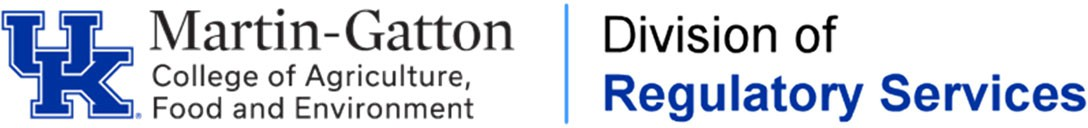 UK
Martin-Gatton
College of Agriculture,
Food and Environment
Division of
Regulatory Services